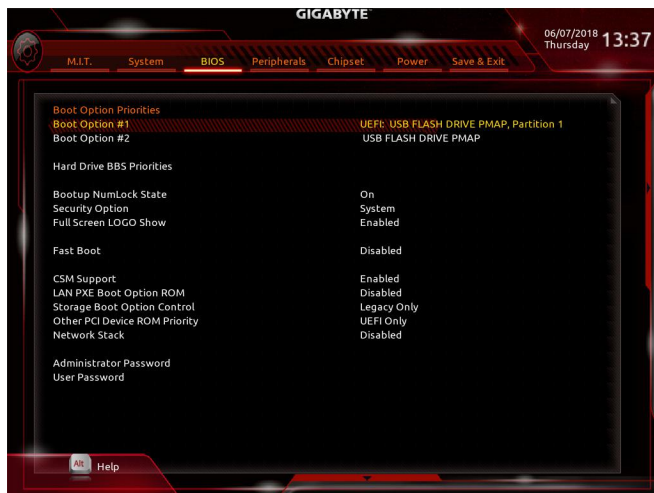 GIGABYTE™
06/07/2018 13:37
Thursday
M.I.T. System BIOS Peripherals Chipset Power Save & Exit
Boot Option Priorities
Boot Option #1 UEFI: USB FLASH DRIVE PMAP, Partition 1
Boot Option #2 USB FLASH DRIVE PMAP
Hard Drive BBS Priorities
Bootup NumLock State On
Security Option System
Full Screen LOGO Show Enabled
Fast Boot Disabled
CSM Support Enabled
LAN PXE Boot Option ROM Disabled
Storage Boot Option Control Legacy Only
Other PCI Device ROM Priority UEFI Only
Network Stack Disabled
Administrator Password
User Password
Alt Help